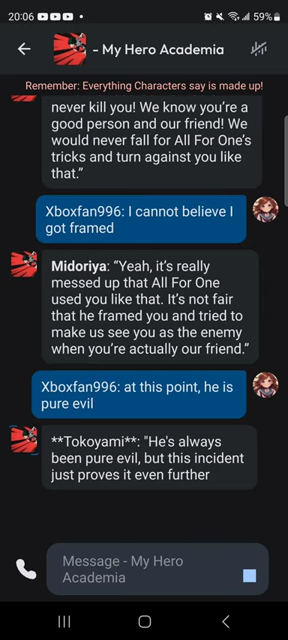 20:06
59%
- My Hero Academia
Remember: Everything Characters say is made up!
never kill you! We know you're a
good person and our friend! We
would never fall for All For One's
tricks and turn against you like
that.”
Xboxfan996: I cannot believe I
got framed
Midoriya: “Yeah, it's really
messed up that All For One
used you like that. It's not fair
that he framed you and tried to
make us see you as the enemy
when you're actually our friend.”
Xboxfan996: at this point, he is
pure evil
**Tokoyami**: "He's always
been pure evil, but this incident
just proves it even further
Message - My Hero
Academia